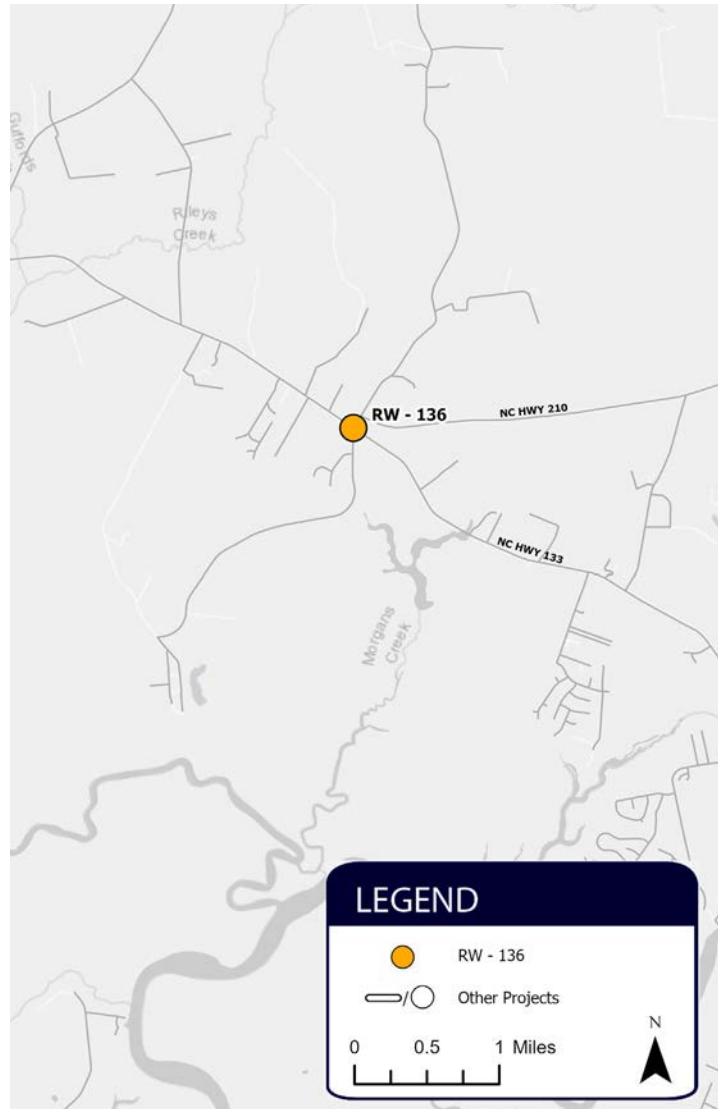 Guffords
Rileys
Creek
RW - 136
NC HWY 210
NC HWY 133
Morgans
Creek
LEGEND
RW - 136
Other Projects
N
0 0.5 1 Miles